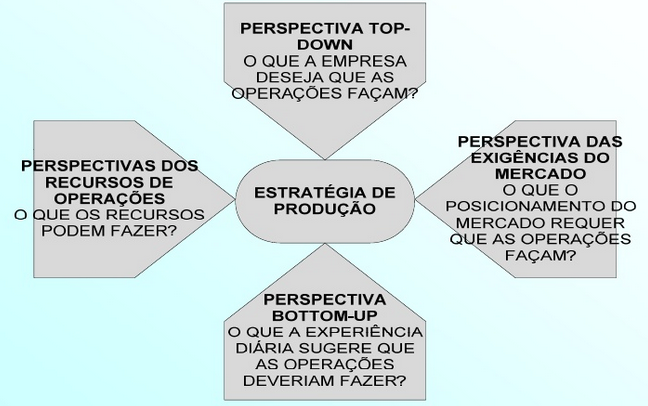 PERSPECTIVA TOP-
DOWN
O QUE A EMPRESA
DESEJA QUE AS
OPERAÇÕES FAÇAM?
PERSPECTIVAS DOS
RECURSOS DE
OPERAÇÕES
O QUE OS RECURSOS
PODEM FAZER?
ESTRATÉGIA DE
PRODUÇÃO
PERSPECTIVA DAS
EXIGÊNCIAS DO
MERCADO
O QUE O
POSICIONAMENTO DO
MERCADO REQUER
QUE AS OPERAÇÕES
FAÇAM?
PERSPECTIVA
BOTTOM-UP
O QUE A EXPERIÊNCIA
DIÁRIA SUGERE QUE
AS OPERAÇÕES
DEVERIAM FAZER?